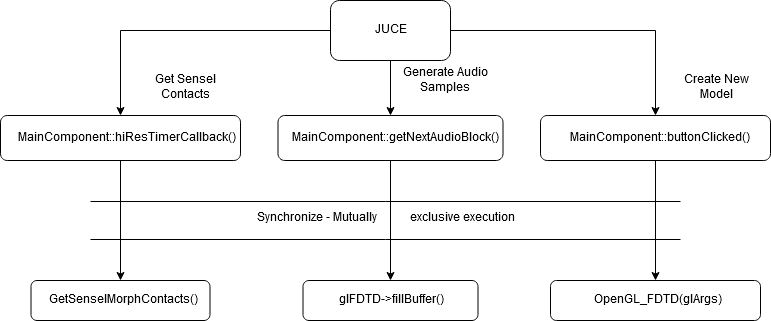 JUCE
Get Sensel
Contacts
Generate Audio
Samples
Create New
Model
MainComponent::hiResTimerCallback()
MainComponent::getNextAudioBlock()
MainComponent::buttonClicked()
Synchronize - Mutually exclusive execution
GetSenselMorphContacts()
glFDTD->fillBuffer()
OpenGL_FDTD(glArgs)